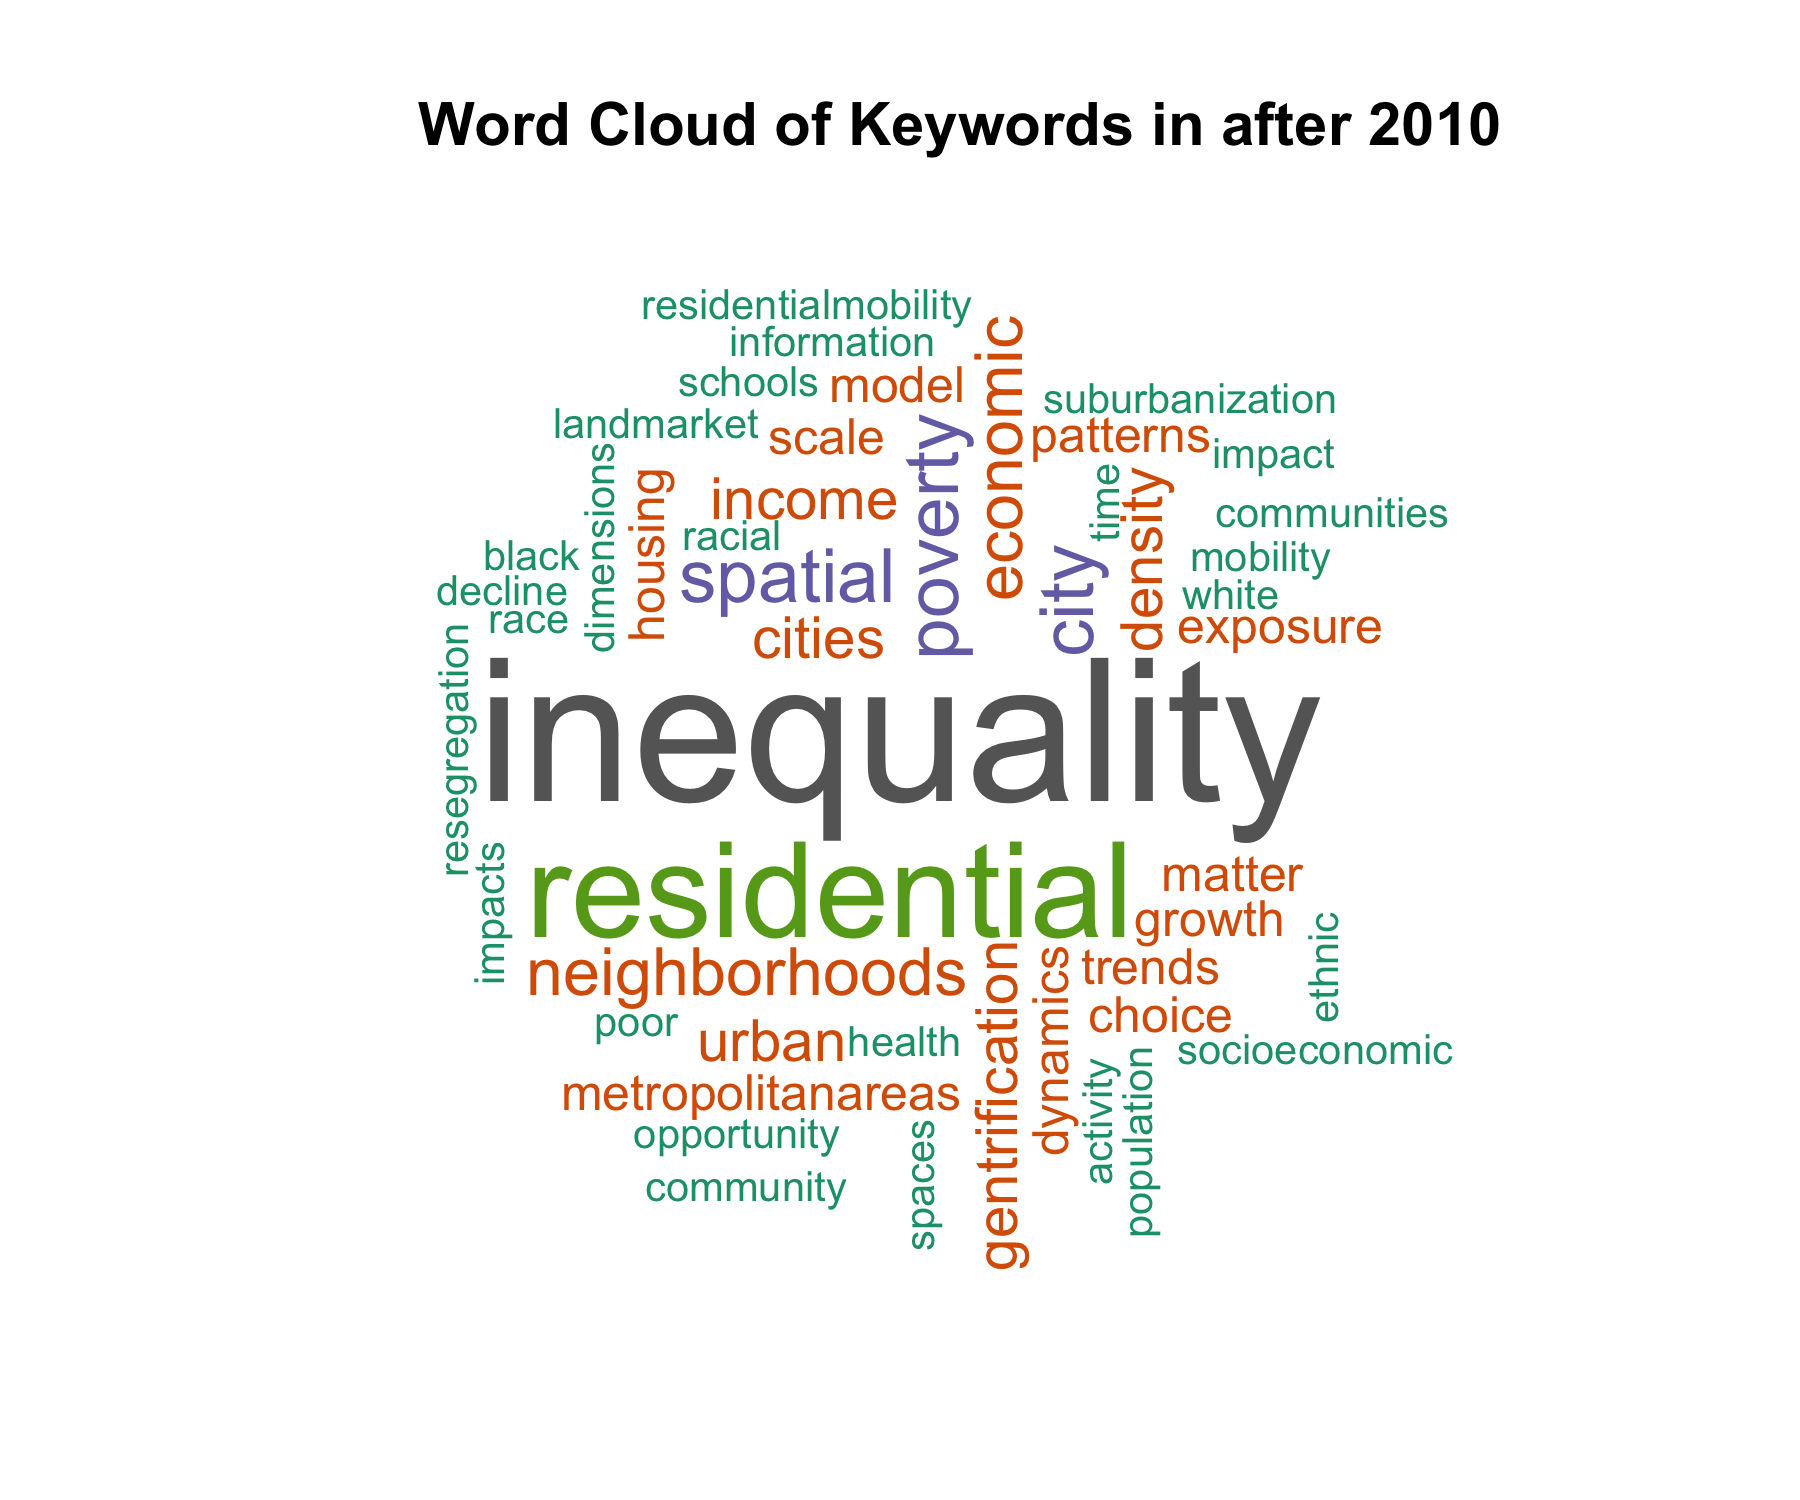 Word Cloud of Keywords in after 2010
residentialmobility
information
economic
schools
model
suburbanization
landmarket
scale
poverty
patterns
impact
dimensions
housing
income
time
density
communities
racial
black
spatial
city
mobility
decline
white
race
cities
exposure
resegregation
inequality
impacts
residential
matter
growth
neighborhoods
gentrification
dynamics
trends
ethnic
poor
urban
health
choice
socioeconomic
metropolitanareas
activity
population
opportunity
spaces
community